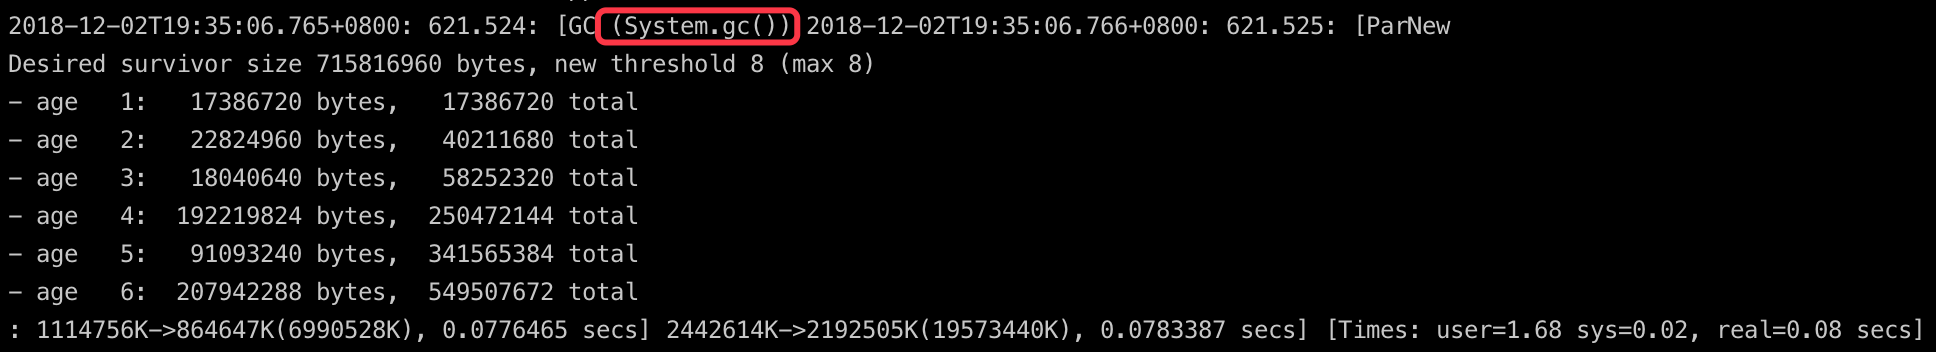 2018-12-02T19:35:06.765+0800: 621.524: [GC (System.gc()) 2018-12-02T19:35:06.766+0800: 621.525: [ParNew
Desired survivor size 715816960 bytes, new threshold 8 (max 8)
- age   1:   17386720 bytes,   17386720 total
- age   2:   22824960 bytes,   40211680 total
- age   3:   18040640 bytes,   58252320 total
- age   4:  192219824 bytes,  250472144 total
- age   5:   91093240 bytes,  341565384 total
- age   6:  207942288 bytes,  549507672 total
: 1114756K->864647K(6990528K), 0.0776465 secs] 2442614K->2192505K(19573440K), 0.0783387 secs] [Times: user=1.68 sys=0.02, real=0.08 secs]